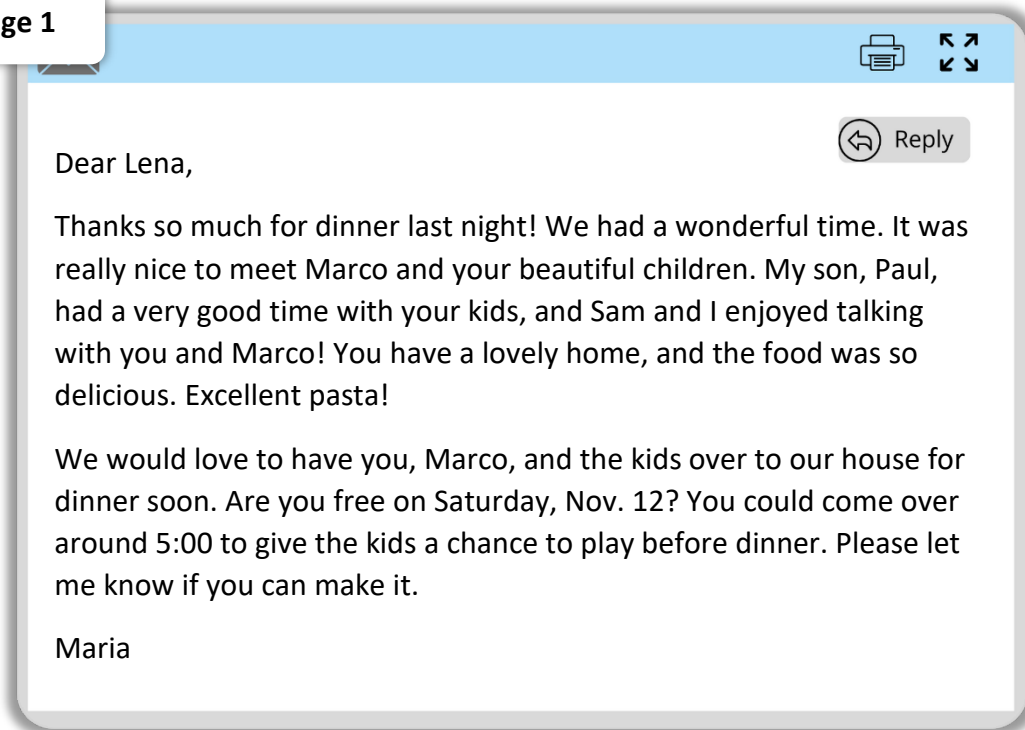 ge 1
Reply
Dear Lena,
Thanks so much for dinner last night! We had a wonderful time. It was
really nice to meet Marco and your beautiful children. My son, Paul,
had a very good time with your kids, and Sam and I enjoyed talking
with you and Marco! You have a lovely home, and the food was so
delicious. Excellent pasta!
We would love to have you, Marco, and the kids over to our house for
dinner soon. Are you free on Saturday, Nov. 12? You could come over
around 5:00 to give the kids a chance to play before dinner. Please let
me know if you can make it.
Maria